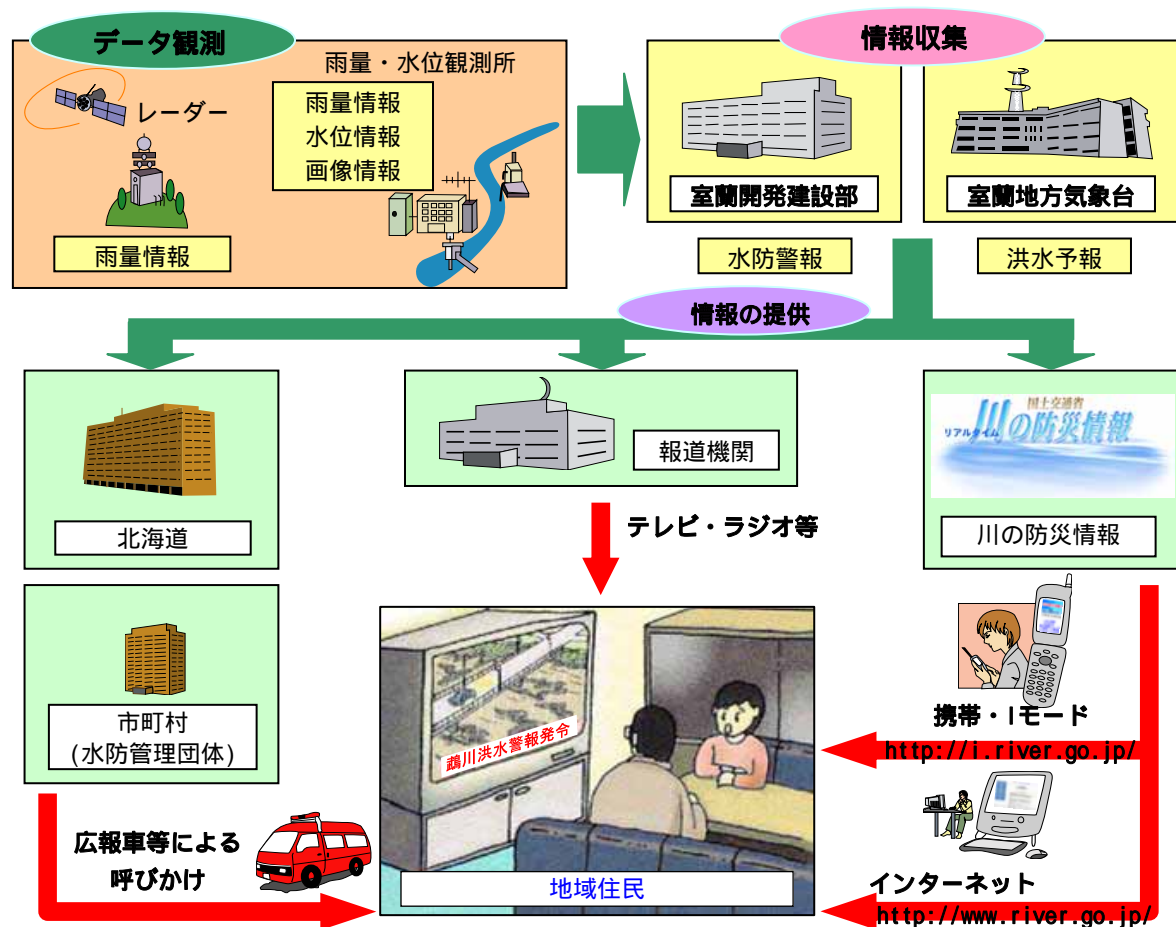 データ観測
雨量・水位観測所
レーダー
雨量情報
水位情報
画像情報
雨量情報
情報収集
室蘭開発建設部
室蘭地方気象台
水防警報
洪水予報
情報の提供
北海道
報道機関
国土交通省
リアルタイム川の防災情報
川の防災情報
テレビ・ラジオ等
市町村
(水防管理団体)
鵡川洪水警報発令
携帯・Iモード
http://i.river.go.jp/
広報車等による
呼びかけ
地域住民
インターネット
http://www.river.go.jp/